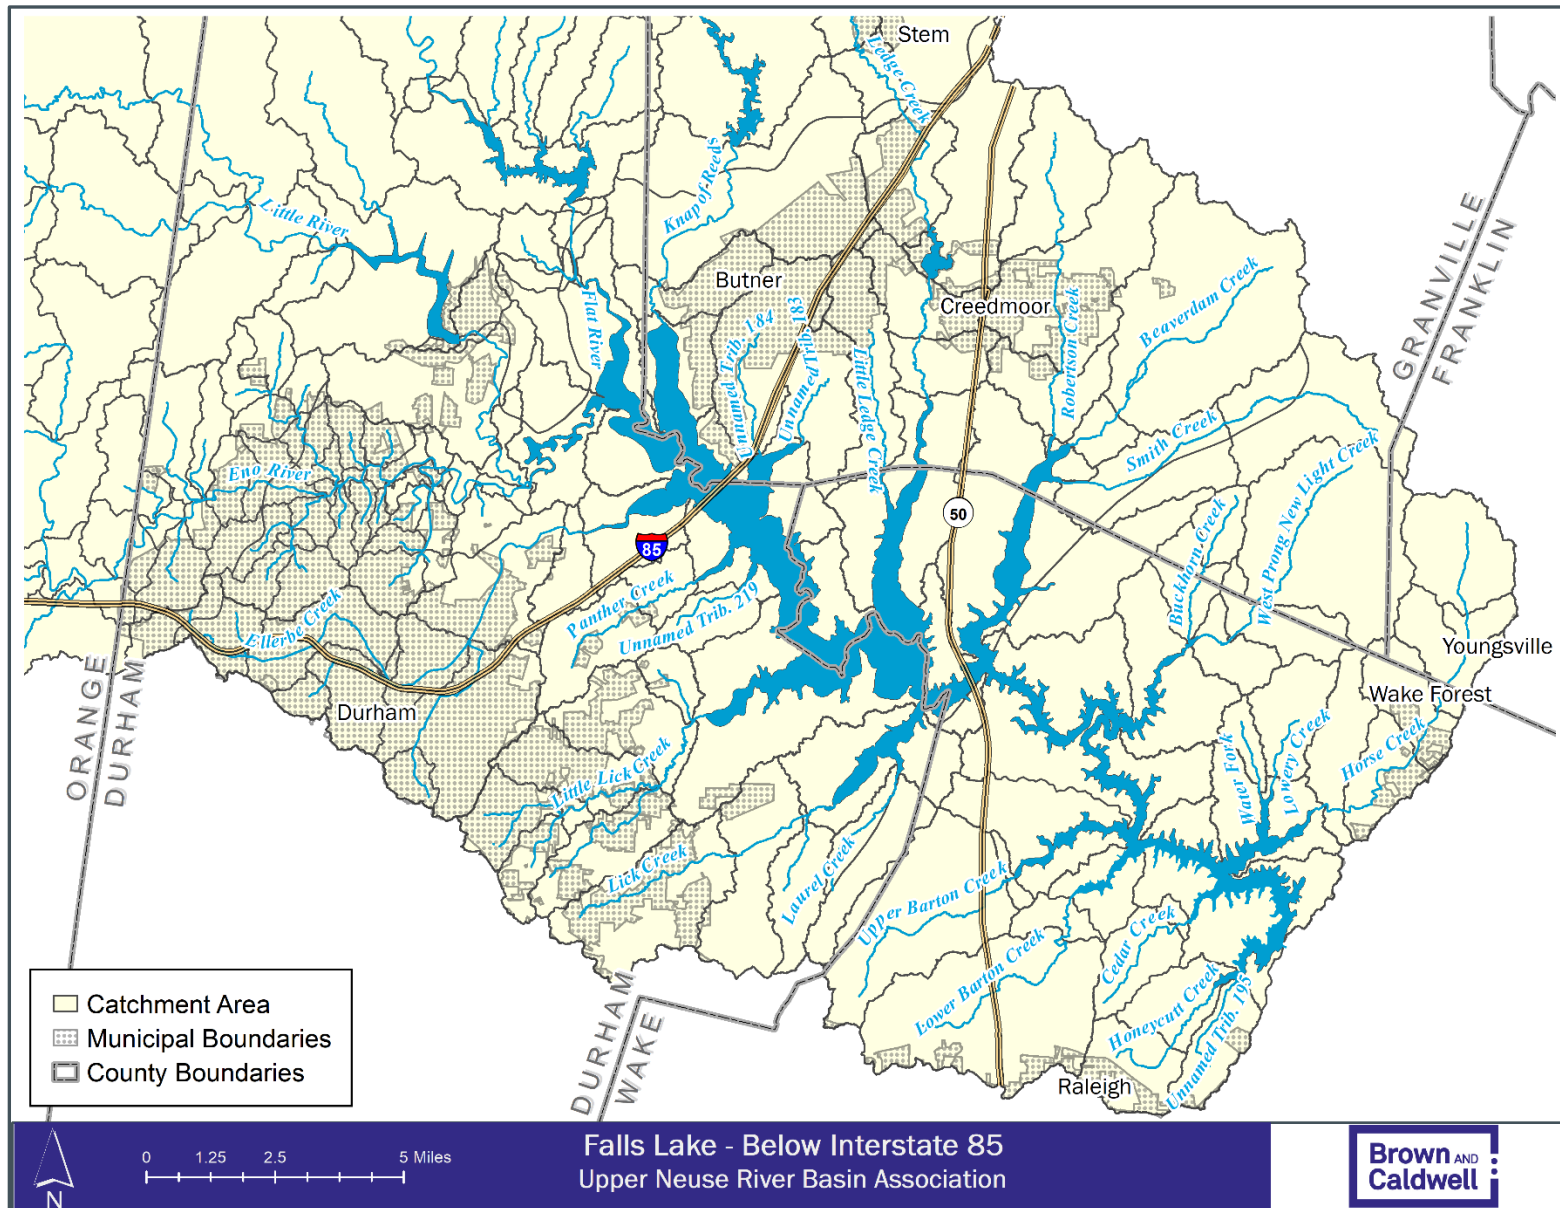 Stem
Ledge Creek
Knap of Reeds
Little River
GRANVILLE
FRANKLIN
Butner
Flat River
Unnamed Trib. 184
Unnamed Trib. 183
Creedmoor
Robertson Creek
Beaverdam Creek
Little Ledge Creek
Smith Creek
West Prong New Light Creek
Buckhorn Creek
Eno River
50
85
Panther Creek
Unnamed Trib. 219
Ellerbe Creek
Youngsville
Wake Forest
ORANGE
DURHAM
Durham
Little Lick Creek
Lick Creek
Laurel Creek
Water Fork
Lowery Creek
Horse Creek
Upper Barton Creek
Lower Barton Creek
Cedar Creek
Honeycutt Creek
Unnamed Trib. 195
DURHAM
WAKE
Raleigh
Catchment Area
Municipal Boundaries
County Boundaries
N
0 1.25 2.5 5 Miles
Falls Lake - Below Interstate 85
Upper Neuse River Basin Association
Brown AND
Caldwell